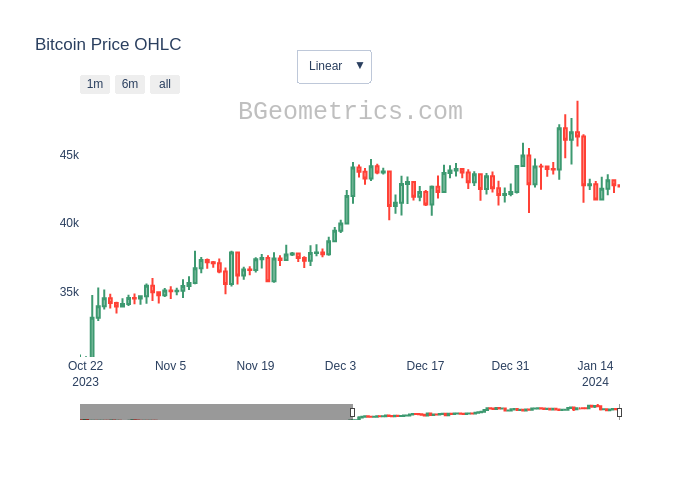 Bitcoin Price OHLC
Linear ▼
1m 6m all
BGeometrics.com
45k
40k
35k
Oct 22 Nov 5 Nov 19 Dec 3 Dec 17 Dec 31 Jan 14
2023 2024